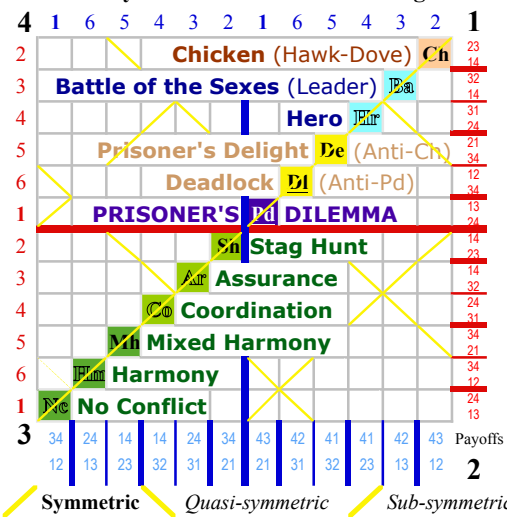 4 1 6 5 4 3 2 1 6 5 4 3 2 1
2 Chicken (Hawk-Dove) Ch 23
14
3 Battle of the Sexes (Leader) Ba 32
14
4 Hero Hr 31
24
5 Prisoner's Delight De (Anti-Ch) 21
34
6 Deadlock Dl (Anti-Pd) 12
34
1 PRISONER'S Pd DILEMMA 13
24
2 Sh Stag Hunt 14
23
3 Ar Assurance 14
32
4 Co Coordination 24
31
5 Mh Mixed Harmony 34
21
6 Hm Harmony 34
12
1 Nc No Conflict 24
13
3 34 24 14 14 24 34 43 42 41 41 42 43 Payoffs
12 13 23 32 31 21 21 31 32 23 13 12 2
Symmetric Quasi-symmetric Sub-symmetric